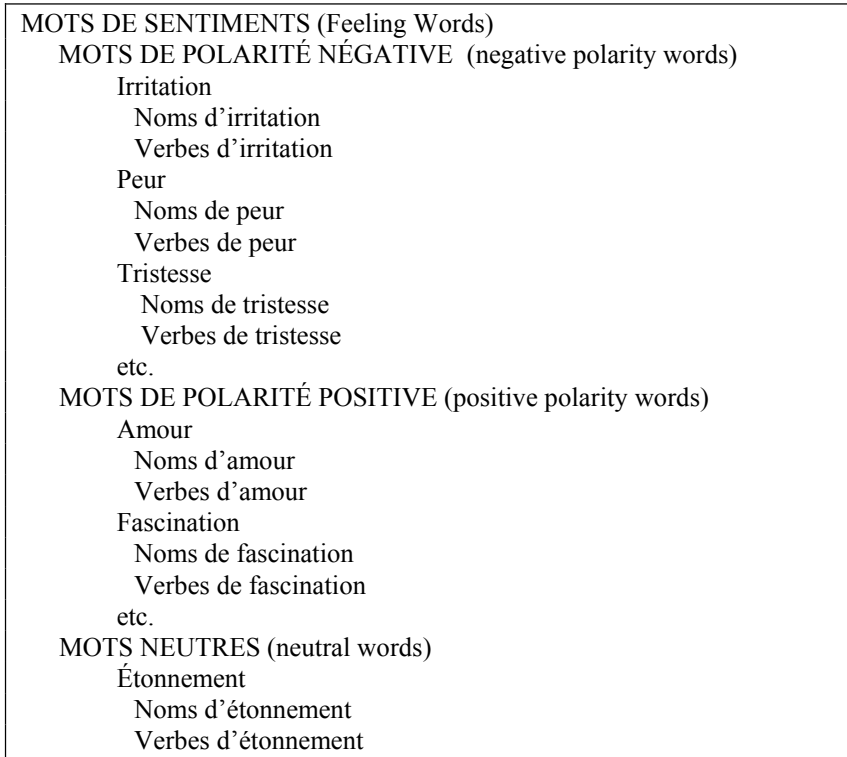 MOTS DE SENTIMENTS (Feeling Words)
MOTS DE POLARITÉ NÉGATIVE (negative polarity words)
Irritation
Noms d’irritation
Verbes d’irritation
Peur
Noms de peur
Verbes de peur
Tristesse
Noms de tristesse
Verbes de tristesse
etc.
MOTS DE POLARITÉ POSITIVE (positive polarity words)
Amour
Noms d’amour
Verbes d’amour
Fascination
Noms de fascination
Verbes de fascination
etc.
MOTS NEUTRES (neutral words)
Étonnement
Noms d’étonnement
Verbes d’étonnement